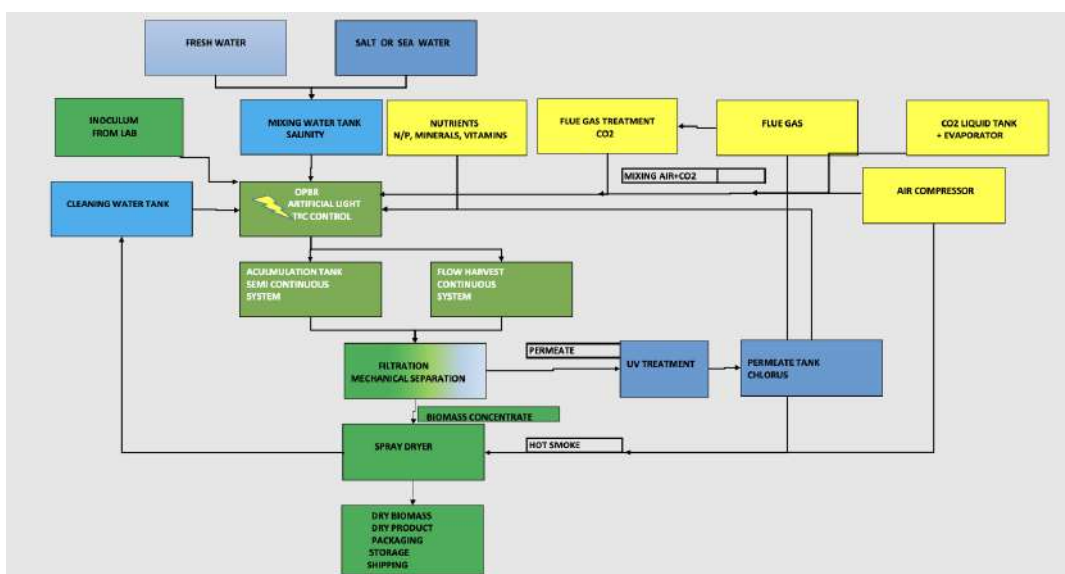 FRESH WATER
SALT OR SEA WATER
INOCULUM
FROM LAB
MIXING WATER TANK
SALINITY
NUTRIENTS
N/P, MINERALS, VITAMINS
FLUE GAS TREATMENT
CO2
FLUE GAS
CO2 LIQUID TANK
+ EVAPORATOR
MIXING AIR+CO2
AIR COMPRESSOR
CLEANING WATER TANK
OPBR
ARTIFICIAL LIGHT
TFC CONTROL
ACULMULATION TANK
SEMI CONTINUOUS
SYSTEM
FLOW HARVEST
CONTINUOUS
SYSTEM
FILTRATION
MECHANICAL SEPARATION
PERMEATE
UV TREATMENT
PERMEATE TANK
CHLORUS
BIOMASS CONCENTRATE
SPRAY DRYER
HOT SMOKE
DRY BIOMASS
DRY PRODUCT
PACKAGING
STORAGE
SHIPPING